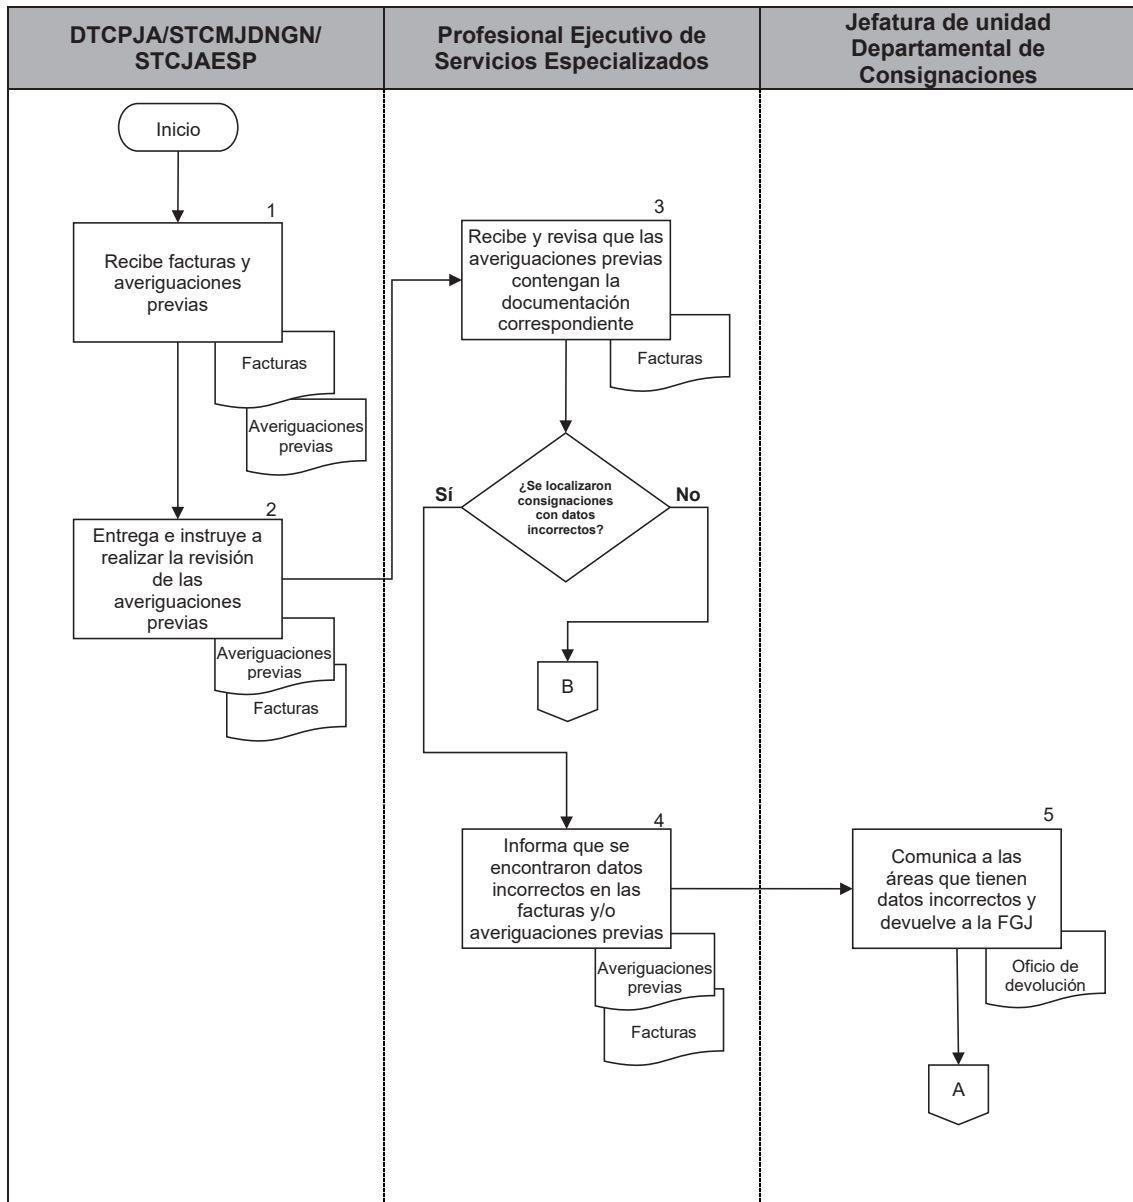 DTCPJA/STCMJDNGN/
STCJAESP
Profesional Ejecutivo de
Servicios Especializados
Jefatura de unidad
Departamental de
Consignaciones
Inicio
1
Recibe facturas y
averiguaciones
previas
Facturas
Averiguaciones
previas
2
Entrega e instruye a
realizar la revisión
de las
averiguaciones
previas
Averiguaciones
previas
Facturas
3
Recibe y revisa que las
averiguaciones previas
contengan la
documentación
correspondiente
Facturas
¿Se localizaron
consignaciones
con datos
incorrectos?
Sí
No
B
4
Informa que se
encontraron datos
incorrectos en las
facturas y/o
averiguaciones previas
Averiguaciones
previas
Facturas
5
Comunica a las
áreas que tienen
datos incorrectos y
devuelve a la FGJ
Oficio de
devolución
A